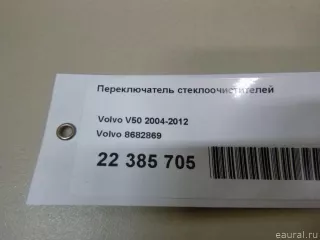 Переключатель стеклоочистителей
Volvo V50 2004-2012
Volvo 8682869
22 385 705
eaural.ru